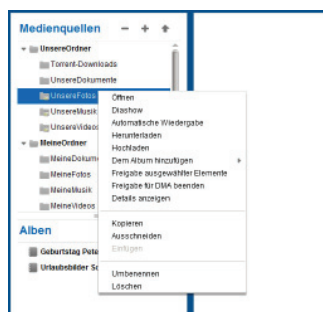 Medienquellen
UnsereOrdner
Torrent-Downloads
UnsereDokumente
UnsereFotos
UnsereMusik
UnsereVideos
MeineOrdner
MeineDokum
MeineFotos
MeineMusik
MeineVideos
Alben
Geburtstag Pete
Urlaubsbilder So
Öffnen
Diashow
Automatische Wiedergabe
Herunterladen
Hochladen
Dem Album hinzufügen
Freigabe ausgewählter Elemente
Freigabe für DMA beenden
Details anzeigen
Kopieren
Ausschneiden
Einfügen
Umbenennen
Löschen